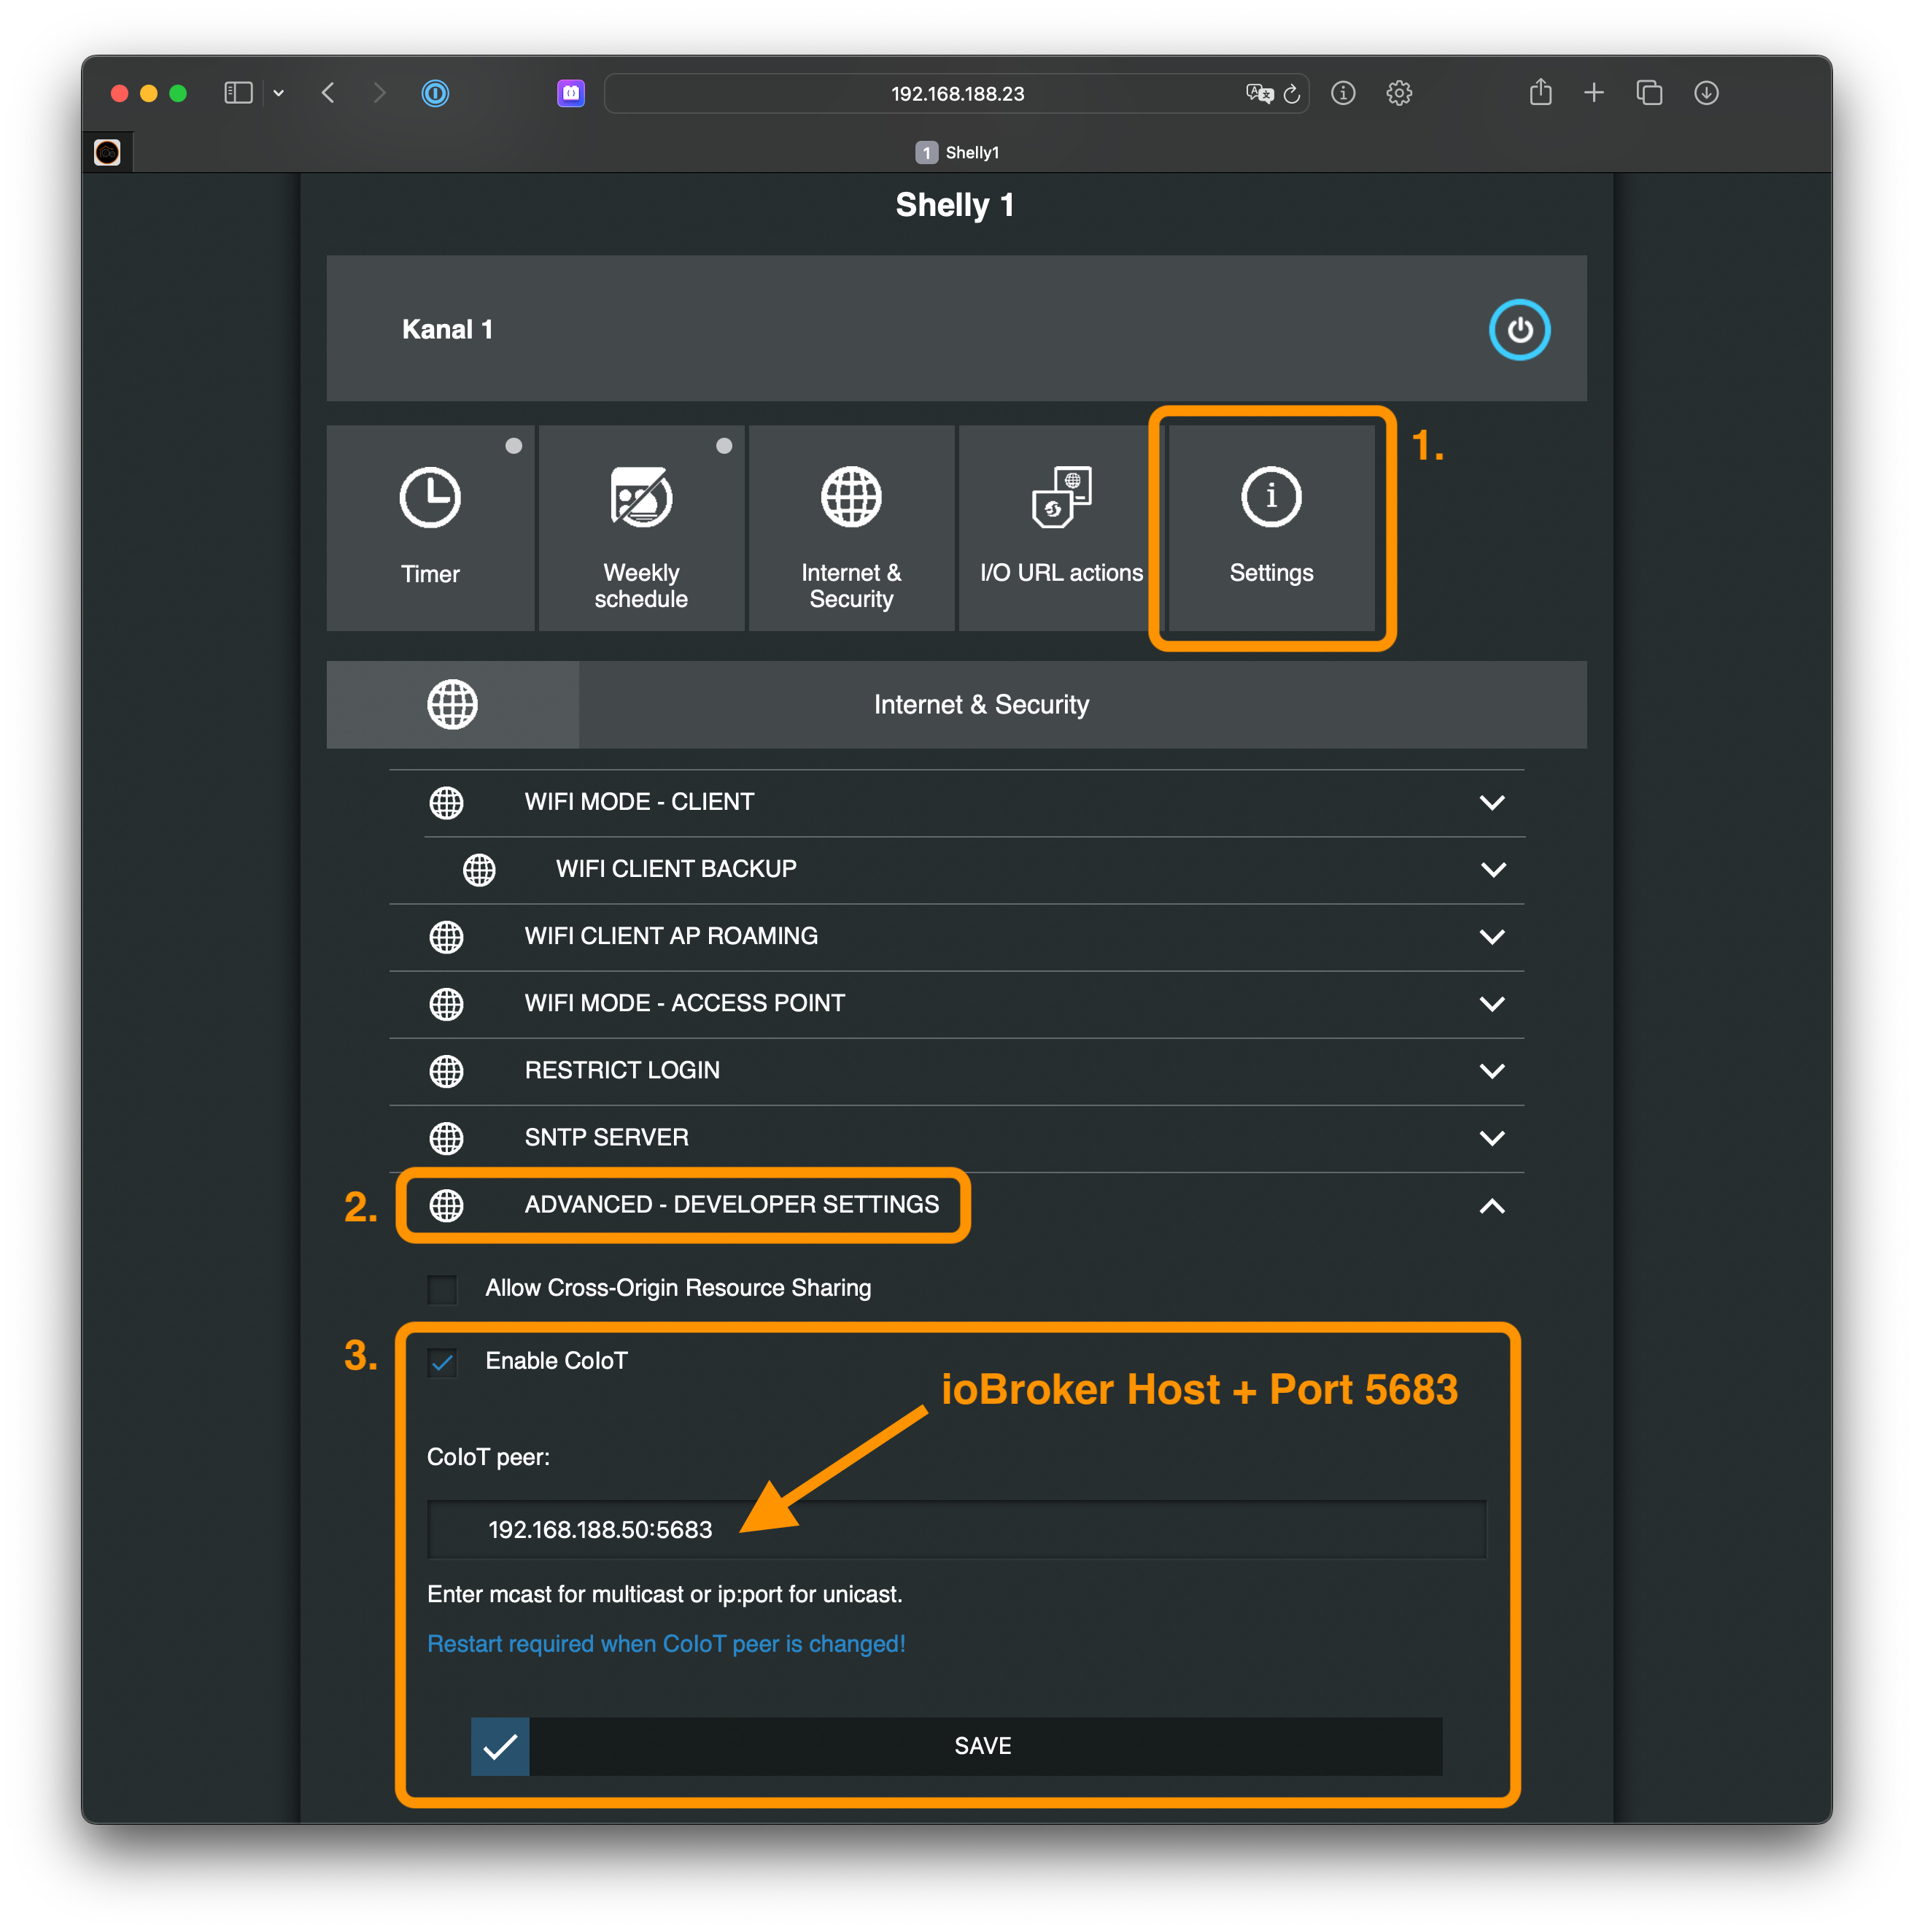 192.168.188.23
1 Shelly1
Shelly 1
Kanal 1
1.
Timer
Weekly
schedule
Internet &
Security
I/O URL actions
Settings
Internet & Security
WIFI MODE - CLIENT
WIFI CLIENT BACKUP
WIFI CLIENT AP ROAMING
WIFI MODE - ACCESS POINT
RESTRICT LOGIN
SNTP SERVER
2.
ADVANCED - DEVELOPER SETTINGS
Allow Cross-Origin Resource Sharing
3.
Enable CoIoT
ioBroker Host + Port 5683
CoIoT peer:
192.168.188.50:5683
Enter mcast for multicast or ip:port for unicast.
Restart required when CoIoT peer is changed!
SAVE